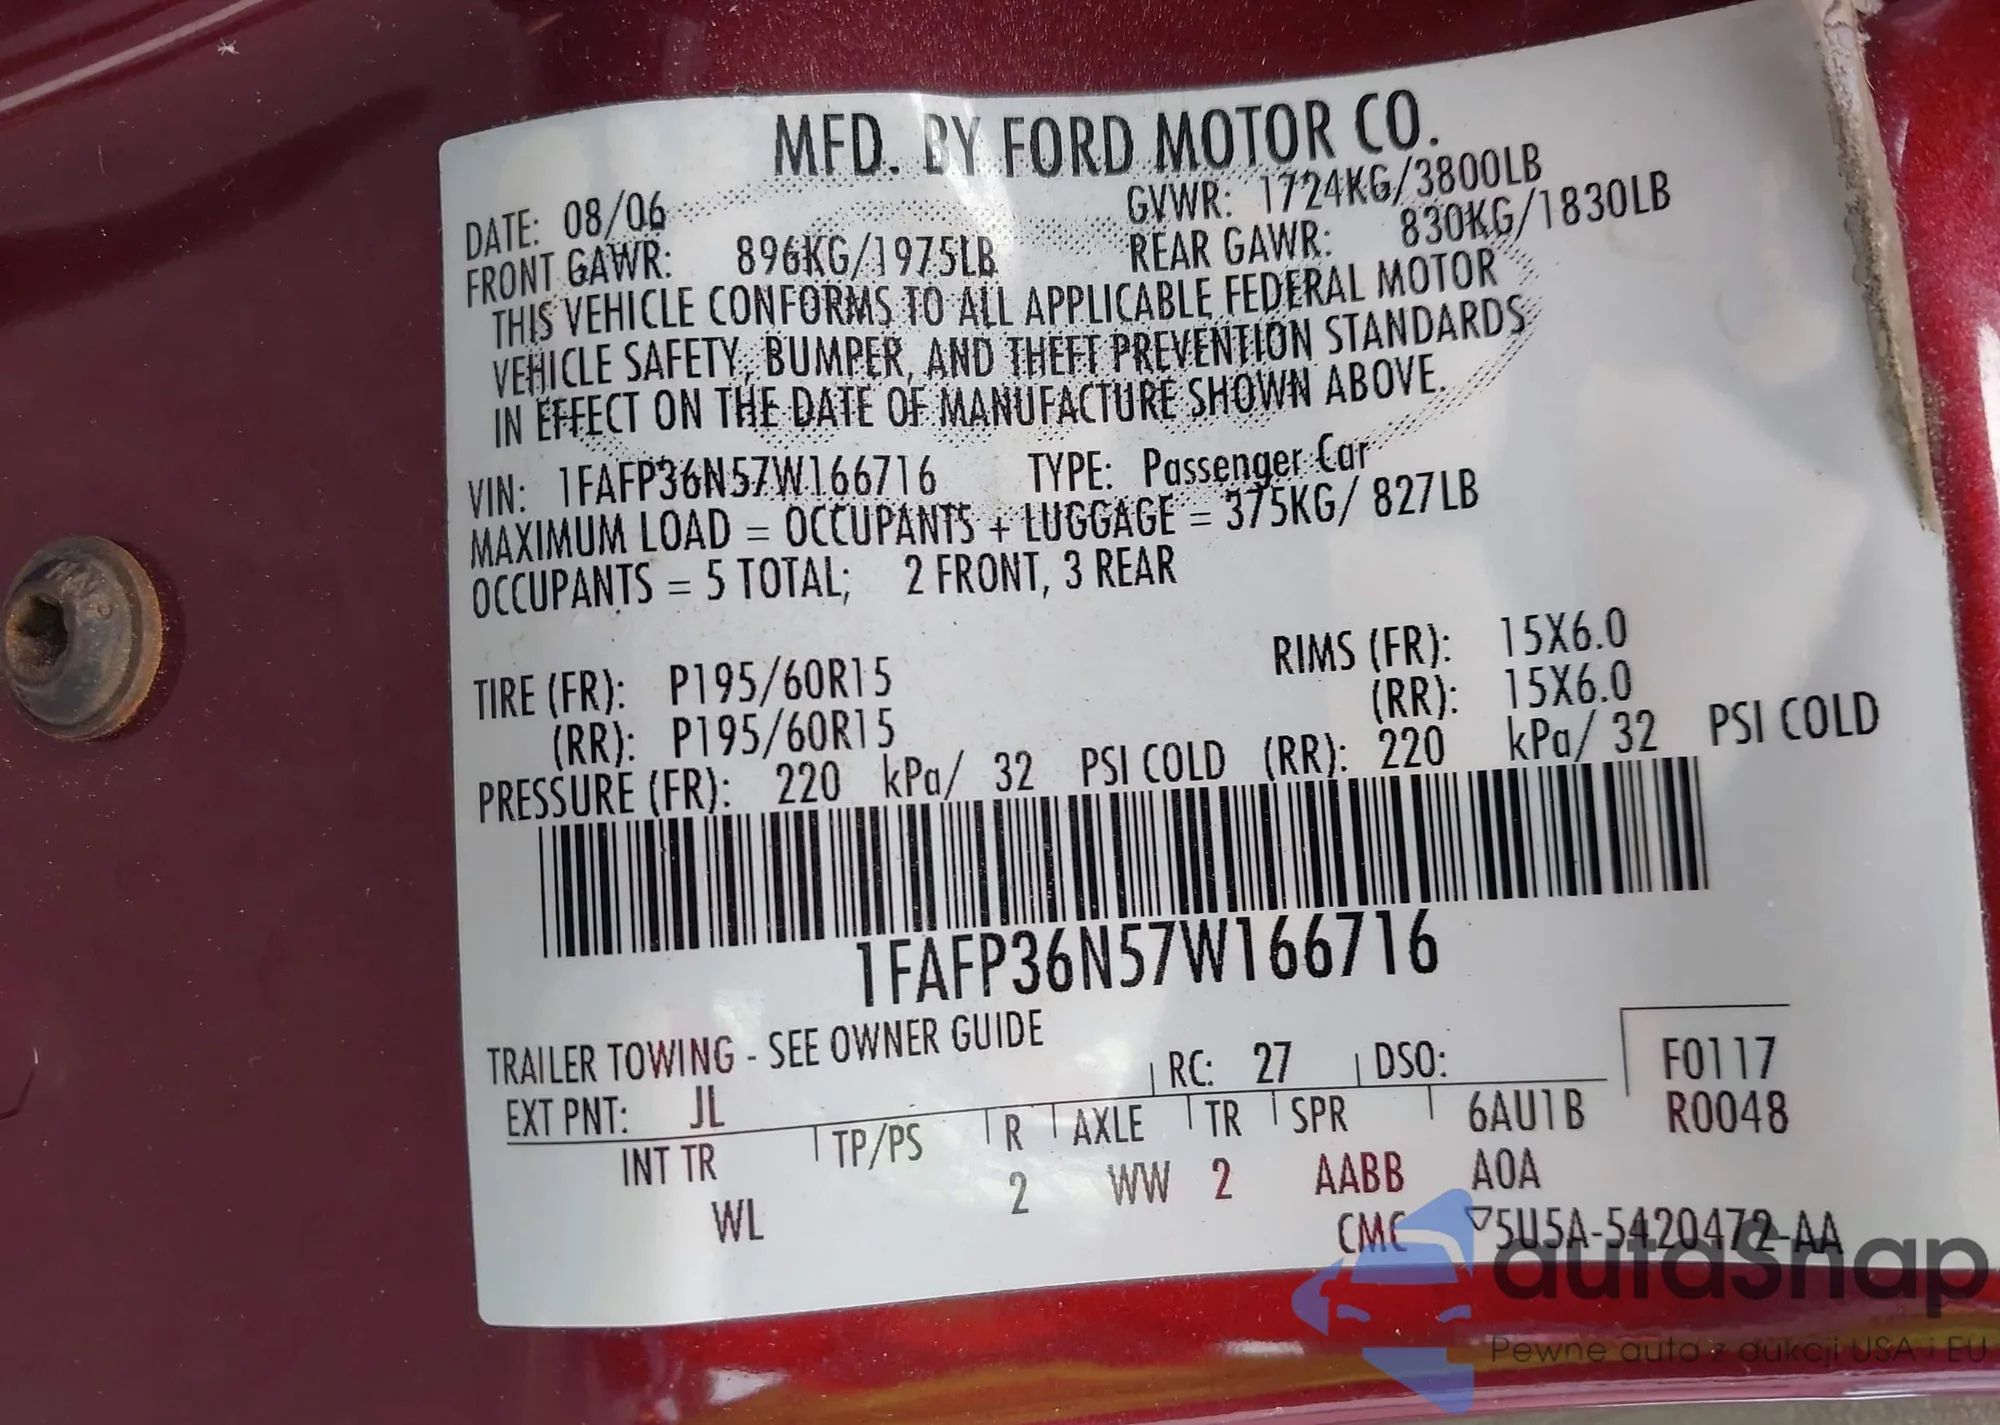 MFD. BY FORD MOTOR CO.
DATE: 08/06 GVWR: 1724KG/3800LB
FRONT GAWR: 896KG/1975LB REAR GAWR: 830KG/1830LB
THIS VEHICLE CONFORMS TO ALL APPLICABLE FEDERAL MOTOR
VEHICLE SAFETY, BUMPER, AND THEFT PREVENTION STANDARDS
IN EFFECT ON THE DATE OF MANUFACTURE SHOWN ABOVE.
VIN: 1FAFP36N57W166716 TYPE: Passenger Car
MAXIMUM LOAD = OCCUPANTS + LUGGAGE = 375KG/ 827LB
OCCUPANTS = 5 TOTAL; 2 FRONT, 3 REAR
TIRE (FR): P195/60R15 RIMS (FR): 15X6.0
(RR): P195/60R15 (RR): 15X6.0
PRESSURE (FR): 220 kPa/ 32 PSI COLD (RR): 220 kPa/ 32 PSI COLD
1FAFP36N57W166716
TRAILER TOWING - SEE OWNER GUIDE
EXT PNT: JL RC: 27 DSO: F0117
INT TR TP/PS R AXLE TR SPR 6AU1B R0048
WL 2 WW 2 AABB A0A
CMC ▽5U5A-5420472-AA
autoSnap
Pewne auta z aukcji USA i EU